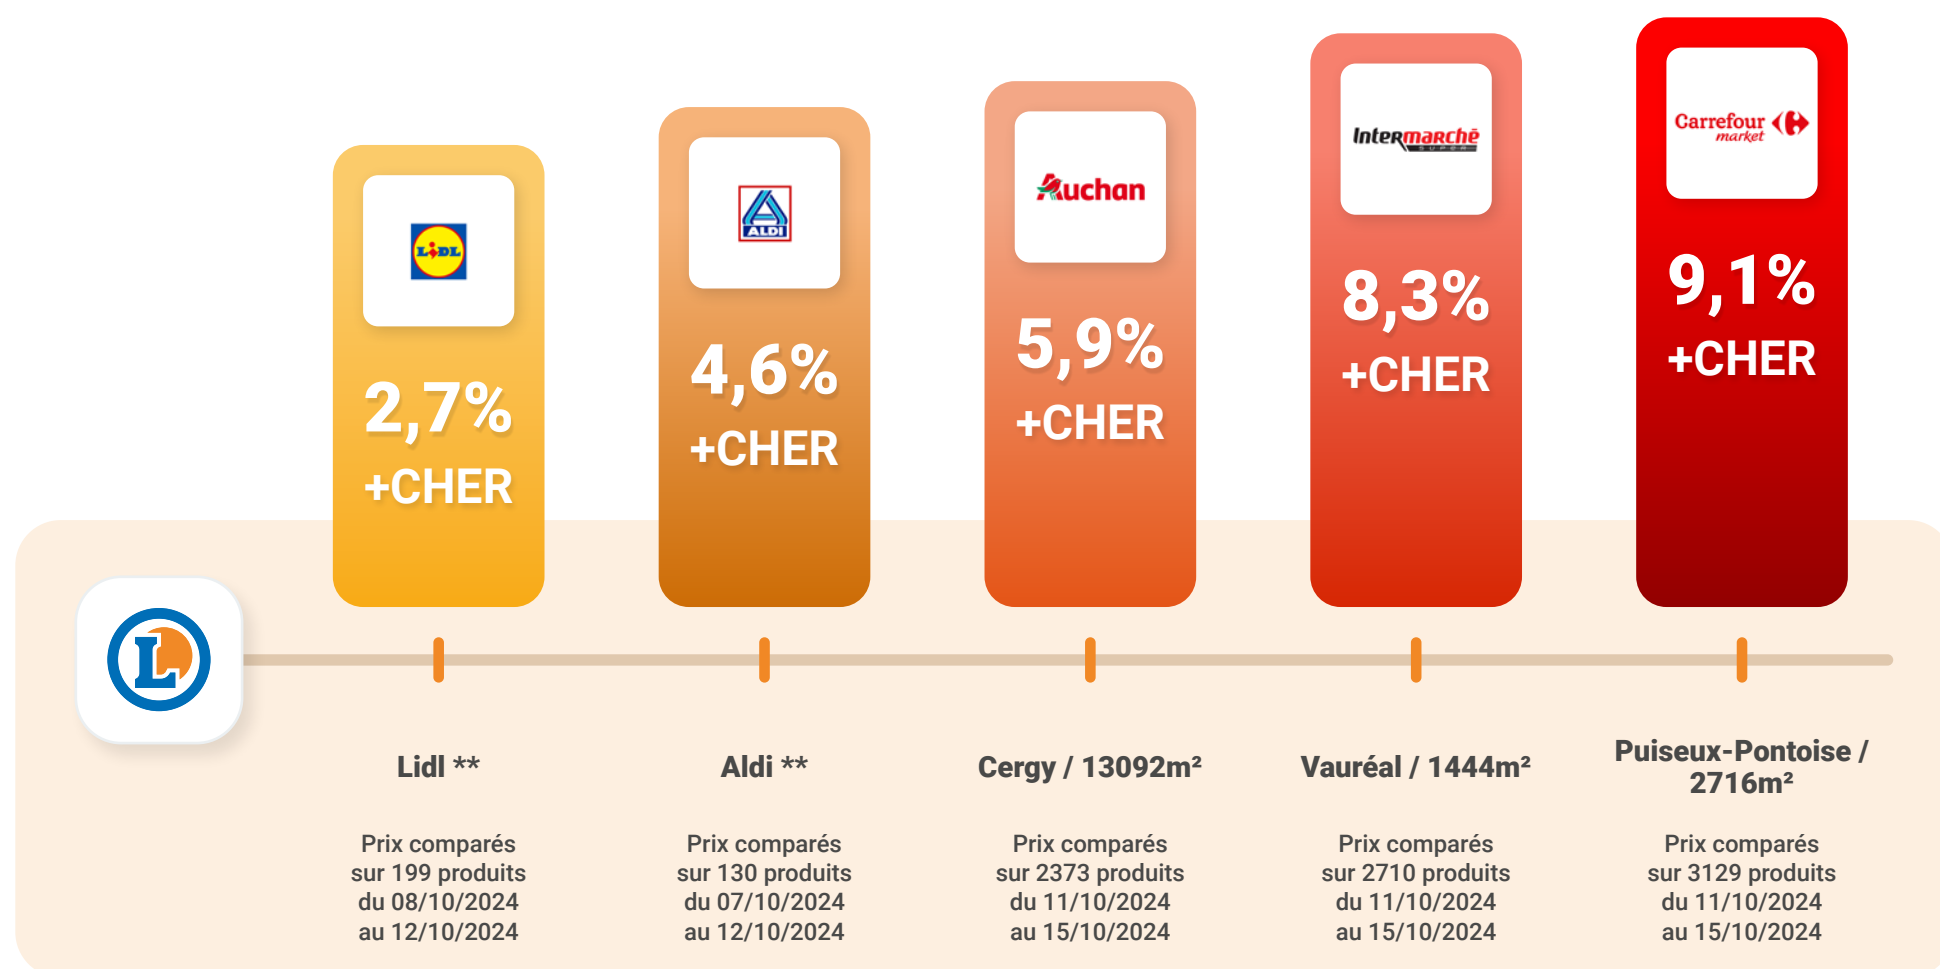 LIDL
2,7%
+CHER
ALDI
4,6%
+CHER
Auchan
5,9%
+CHER
Intermarché
SUPER
8,3%
+CHER
Carrefour
market
9,1%
+CHER
L
Lidl **
Prix comparés
sur 199 produits
du 08/10/2024
au 12/10/2024
Aldi **
Prix comparés
sur 130 produits
du 07/10/2024
au 12/10/2024
Cergy / 13092m²
Prix comparés
sur 2373 produits
du 11/10/2024
au 15/10/2024
Vauréal / 1444m²
Prix comparés
sur 2710 produits
du 11/10/2024
au 15/10/2024
Puiseux-Pontoise /
2716m²
Prix comparés
sur 3129 produits
du 11/10/2024
au 15/10/2024